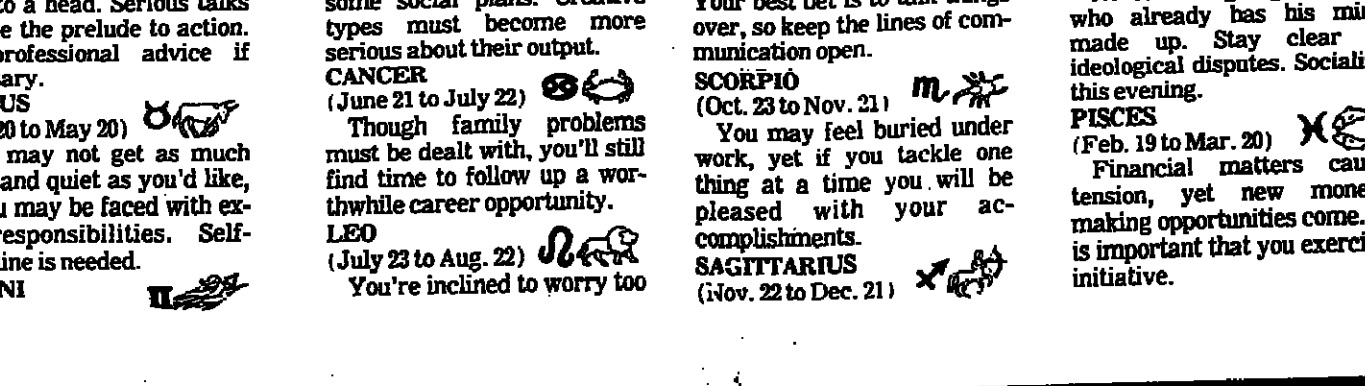 to a head. Serious talks
e the prelude to action.
professional advice if
ary.
US
20 to May 20)
may not get as much
and quiet as you'd like,
u may be faced with ex-
responsibilities. Self-
line is needed.
NI
some social plans. Creative
types must become more
serious about their output.
CANCER
(June 21 to July 22)
Though family problems
must be dealt with, you'll still
find time to follow up a wor-
thwhile career opportunity.
LEO
(July 23 to Aug. 22)
You're inclined to worry too
Your best bet is to talk things
over, so keep the lines of com-
munication open.
SCORPIO
(Oct. 23 to Nov. 21)
You may feel buried under
work, yet if you tackle one
thing at a time you will be
pleased with your ac-
complishments.
SAGITTARIUS
(Nov. 22 to Dec. 21)
who already has his min
made up. Stay clear
ideological disputes. Sociali
this evening.
PISCES
(Feb. 19 to Mar. 20)
Financial matters cau
tension, yet new mone
making opportunities come.
is important that you exerci
initiative.